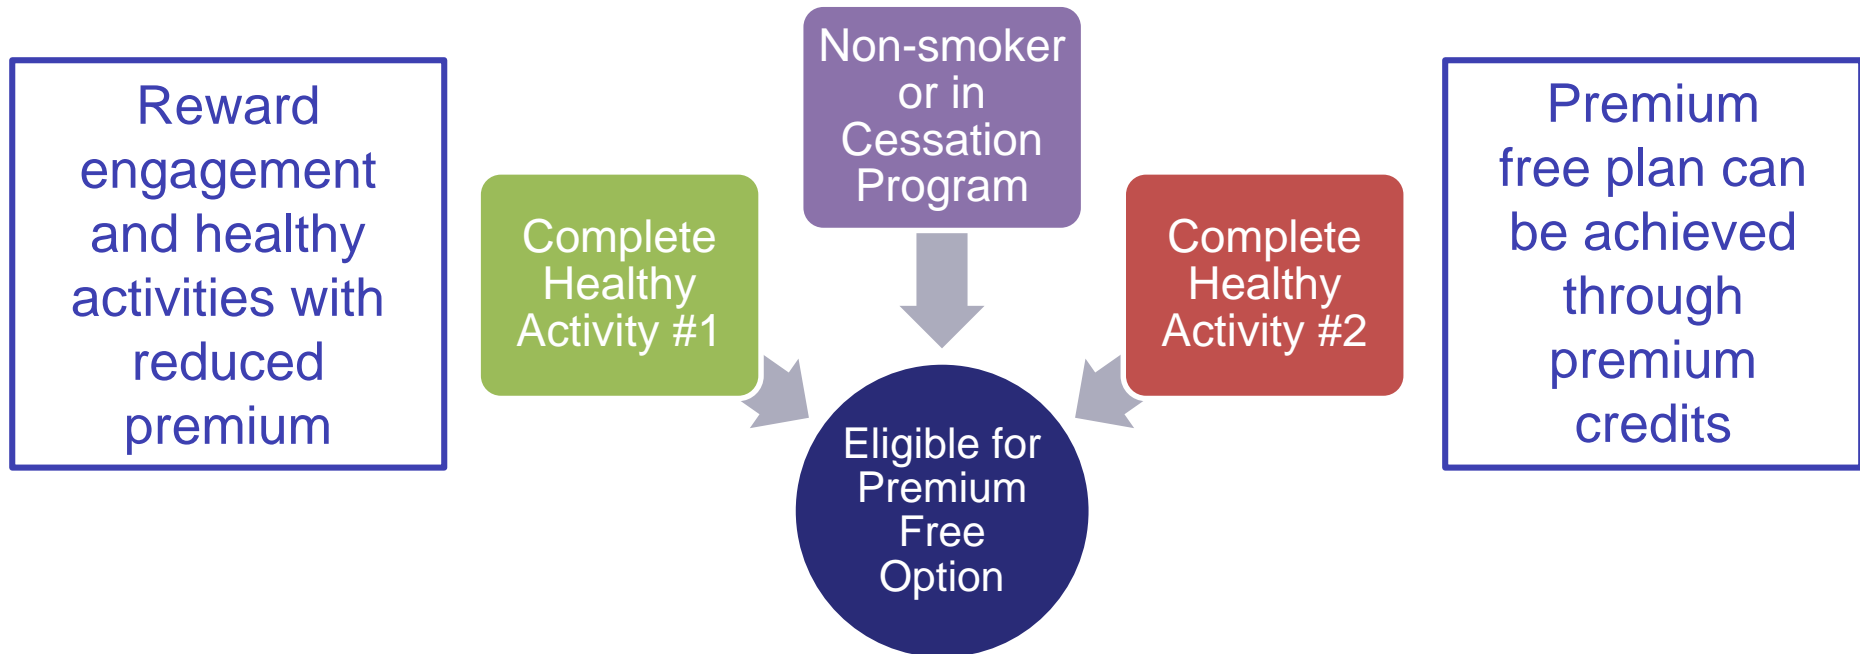 Reward
engagement
and healthy
activities with
reduced
premium
Complete
Healthy
Activity #1
Non-smoker
or in
Cessation
Program
Complete
Healthy
Activity #2
Eligible for
Premium
Free
Option
Premium
free plan can
be achieved
through
premium
credits